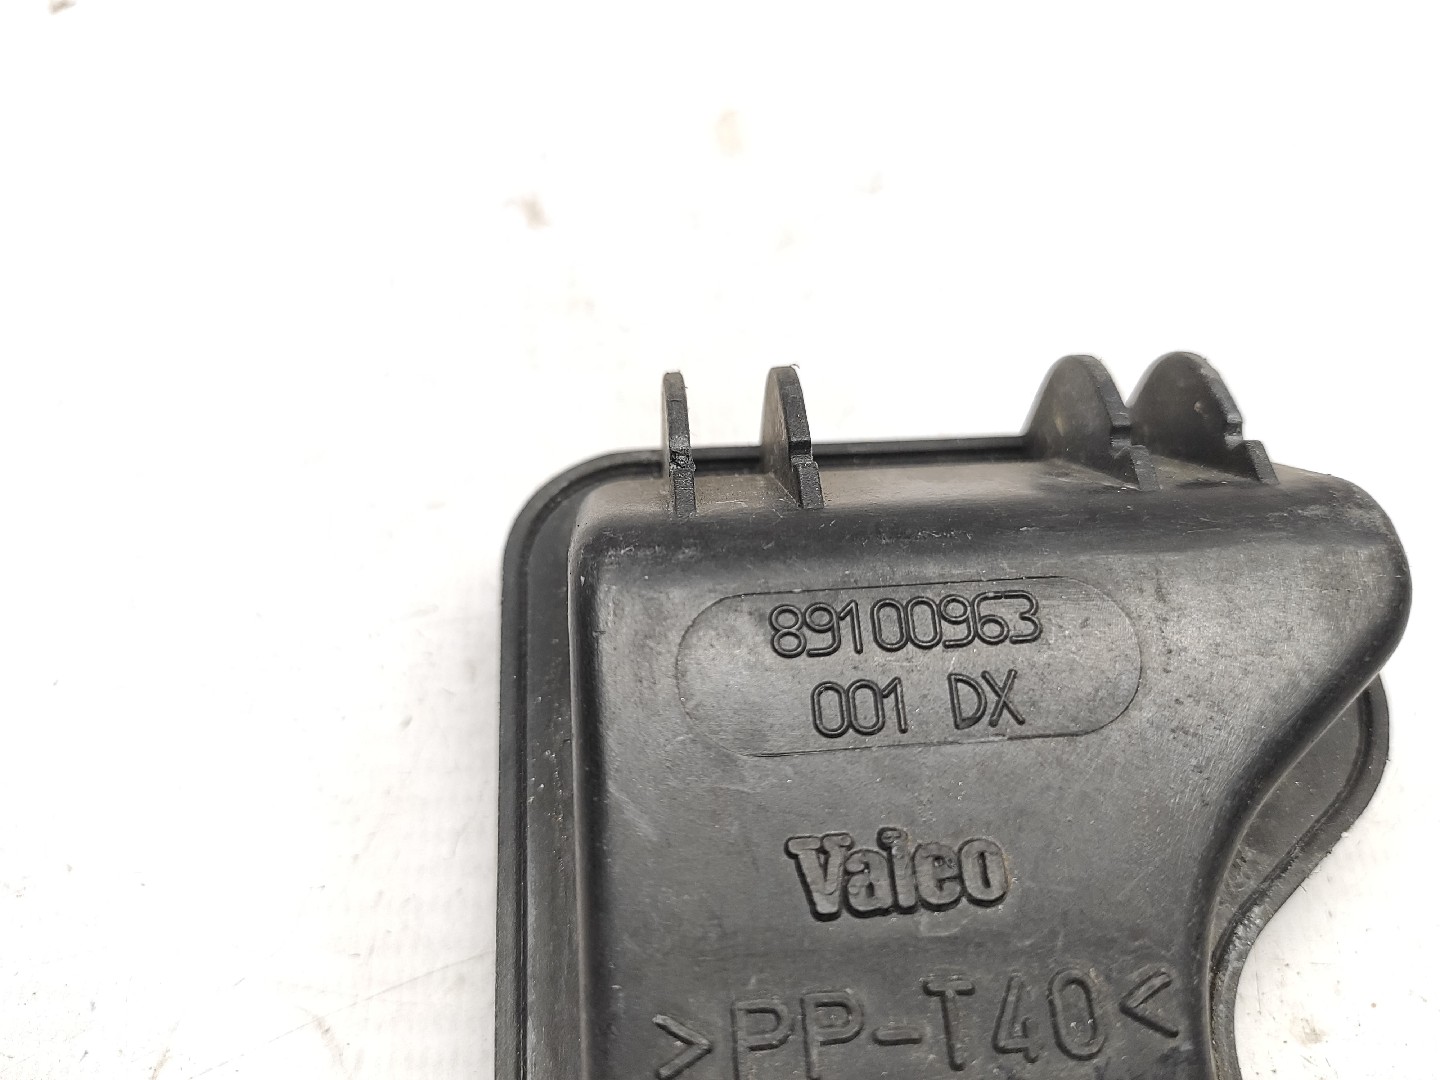 89100963
001 DX
Valeo
>PP-T40<